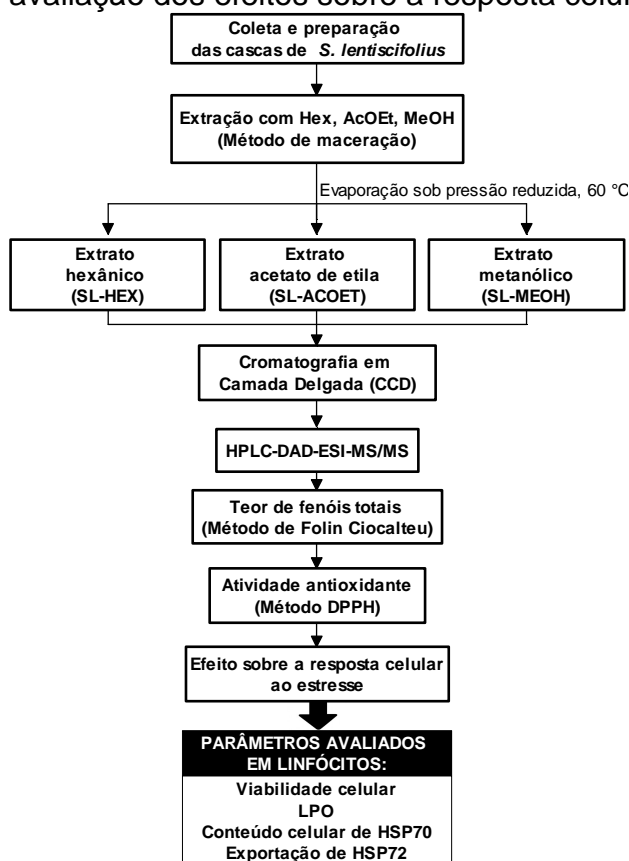 avaliação dos efeitos sobre a resposta celul
Coleta e preparação
das cascas de S. lentiscifolius
Extração com Hex, AcOEt, MeOH
(Método de maceração)
Evaporação sob pressão reduzida, 60 °C
Extrato
hexânico
(SL-HEX)
Extrato
acetato de etila
(SL-ACOET)
Extrato
metanólico
(SL-MEOH)
Cromatografia em
Camada Delgada (CCD)
HPLC-DAD-ESI-MS/MS
Teor de fenóis totais
(Método de Folin Ciocalteu)
Atividade antioxidante
(Método DPPH)
Efeito sobre a resposta celular
ao estresse
PARÂMETROS AVALIADOS
EM LINFÓCITOS:
Viabilidade celular
LPO
Conteúdo celular de HSP70
Exportação de HSP72